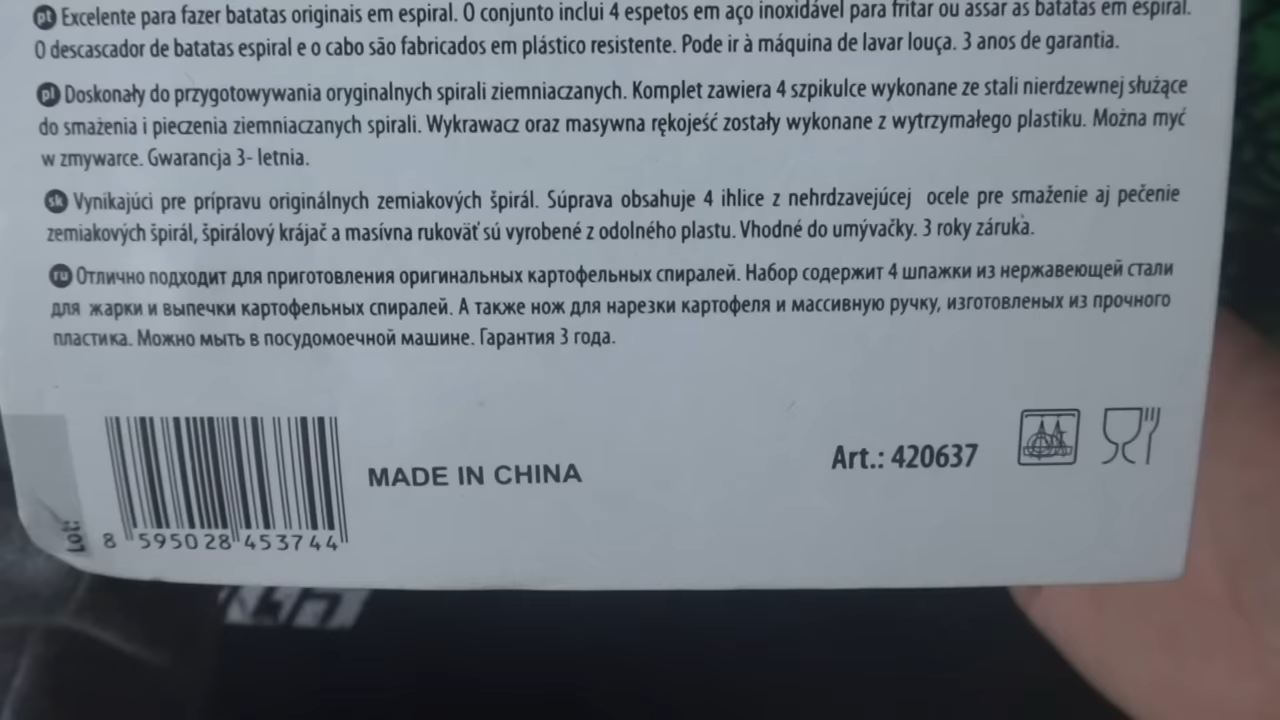 pt Excelente para fazer batatas originais em espiral. O conjunto inclui 4 espetos em aço inoxidável para fritar ou assar as batatas em espiral.
O descascador de batatas espiral e o cabo são fabricados em plástico resistente. Pode ir à máquina de lavar louça. 3 anos de garantia.
pl Doskonały do przygotowywania oryginalnych spirali ziemniaczanych. Komplet zawiera 4 szpikulce wykonane ze stali nierdzewnej służące
do smażenia i pieczenia ziemniaczanych spirali. Wykrawacz oraz masywna rękojeść zostały wykonane z wytrzymałego plastiku. Można myć
w zmywarce. Gwarancja 3- letnia.
sk Vynikajúci pre prípravu originálnych zemiakových špirál. Súprava obsahuje 4 ihlice z nehrdzavejúcej ocele pre smaženie aj pečenie
zemiakových špirál, špirálový krájač a masívna rukoväť sú vyrobené z odolného plastu. Vhodné do umývačky. 3 roky záruka.
ru Отлично подходит для приготовления оригинальных картофельных спиралей. Набор содержит 4 шпажки из нержавеющей стали
для жарки и выпечки картофельных спиралей. А также нож для нарезки картофеля и массивную ручку, изготовленых из прочного
пластика. Можно мыть в посудомоечной машине. Гарантия 3 года.
Lot:
8 595028 453744
MADE IN CHINA
Art.: 420637